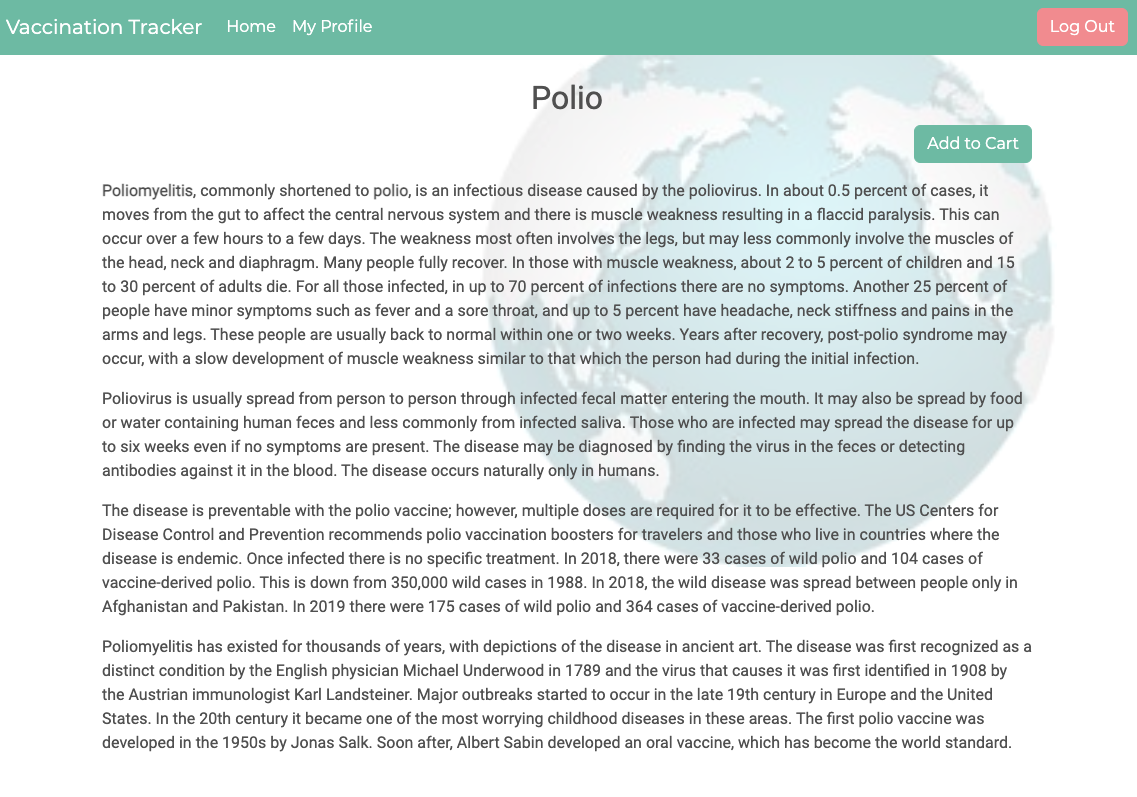 Vaccination Tracker Home My Profile Log Out
Polio
Add to Cart
Poliomyelitis, commonly shortened to polio, is an infectious disease caused by the poliovirus. In about 0.5 percent of cases, it
moves from the gut to affect the central nervous system and there is muscle weakness resulting in a flaccid paralysis. This can
occur over a few hours to a few days. The weakness most often involves the legs, but may less commonly involve the muscles of
the head, neck and diaphragm. Many people fully recover. In those with muscle weakness, about 2 to 5 percent of children and 15
to 30 percent of adults die. For all those infected, in up to 70 percent of infections there are no symptoms. Another 25 percent of
people have minor symptoms such as fever and a sore throat, and up to 5 percent have headache, neck stiffness and pains in the
arms and legs. These people are usually back to normal within one or two weeks. Years after recovery, post-polio syndrome may
occur, with a slow development of muscle weakness similar to that which the person had during the initial infection.
Poliovirus is usually spread from person to person through infected fecal matter entering the mouth. It may also be spread by food
or water containing human feces and less commonly from infected saliva. Those who are infected may spread the disease for up
to six weeks even if no symptoms are present. The disease may be diagnosed by finding the virus in the feces or detecting
antibodies against it in the blood. The disease occurs naturally only in humans.
The disease is preventable with the polio vaccine; however, multiple doses are required for it to be effective. The US Centers for
Disease Control and Prevention recommends polio vaccination boosters for travelers and those who live in countries where the
disease is endemic. Once infected there is no specific treatment. In 2018, there were 33 cases of wild polio and 104 cases of
vaccine-derived polio. This is down from 350,000 wild cases in 1988. In 2018, the wild disease was spread between people only in
Afghanistan and Pakistan. In 2019 there were 175 cases of wild polio and 364 cases of vaccine-derived polio.
Poliomyelitis has existed for thousands of years, with depictions of the disease in ancient art. The disease was first recognized as a
distinct condition by the English physician Michael Underwood in 1789 and the virus that causes it was first identified in 1908 by
the Austrian immunologist Karl Landsteiner. Major outbreaks started to occur in the late 19th century in Europe and the United
States. In the 20th century it became one of the most worrying childhood diseases in these areas. The first polio vaccine was
developed in the 1950s by Jonas Salk. Soon after, Albert Sabin developed an oral vaccine, which has become the world standard.